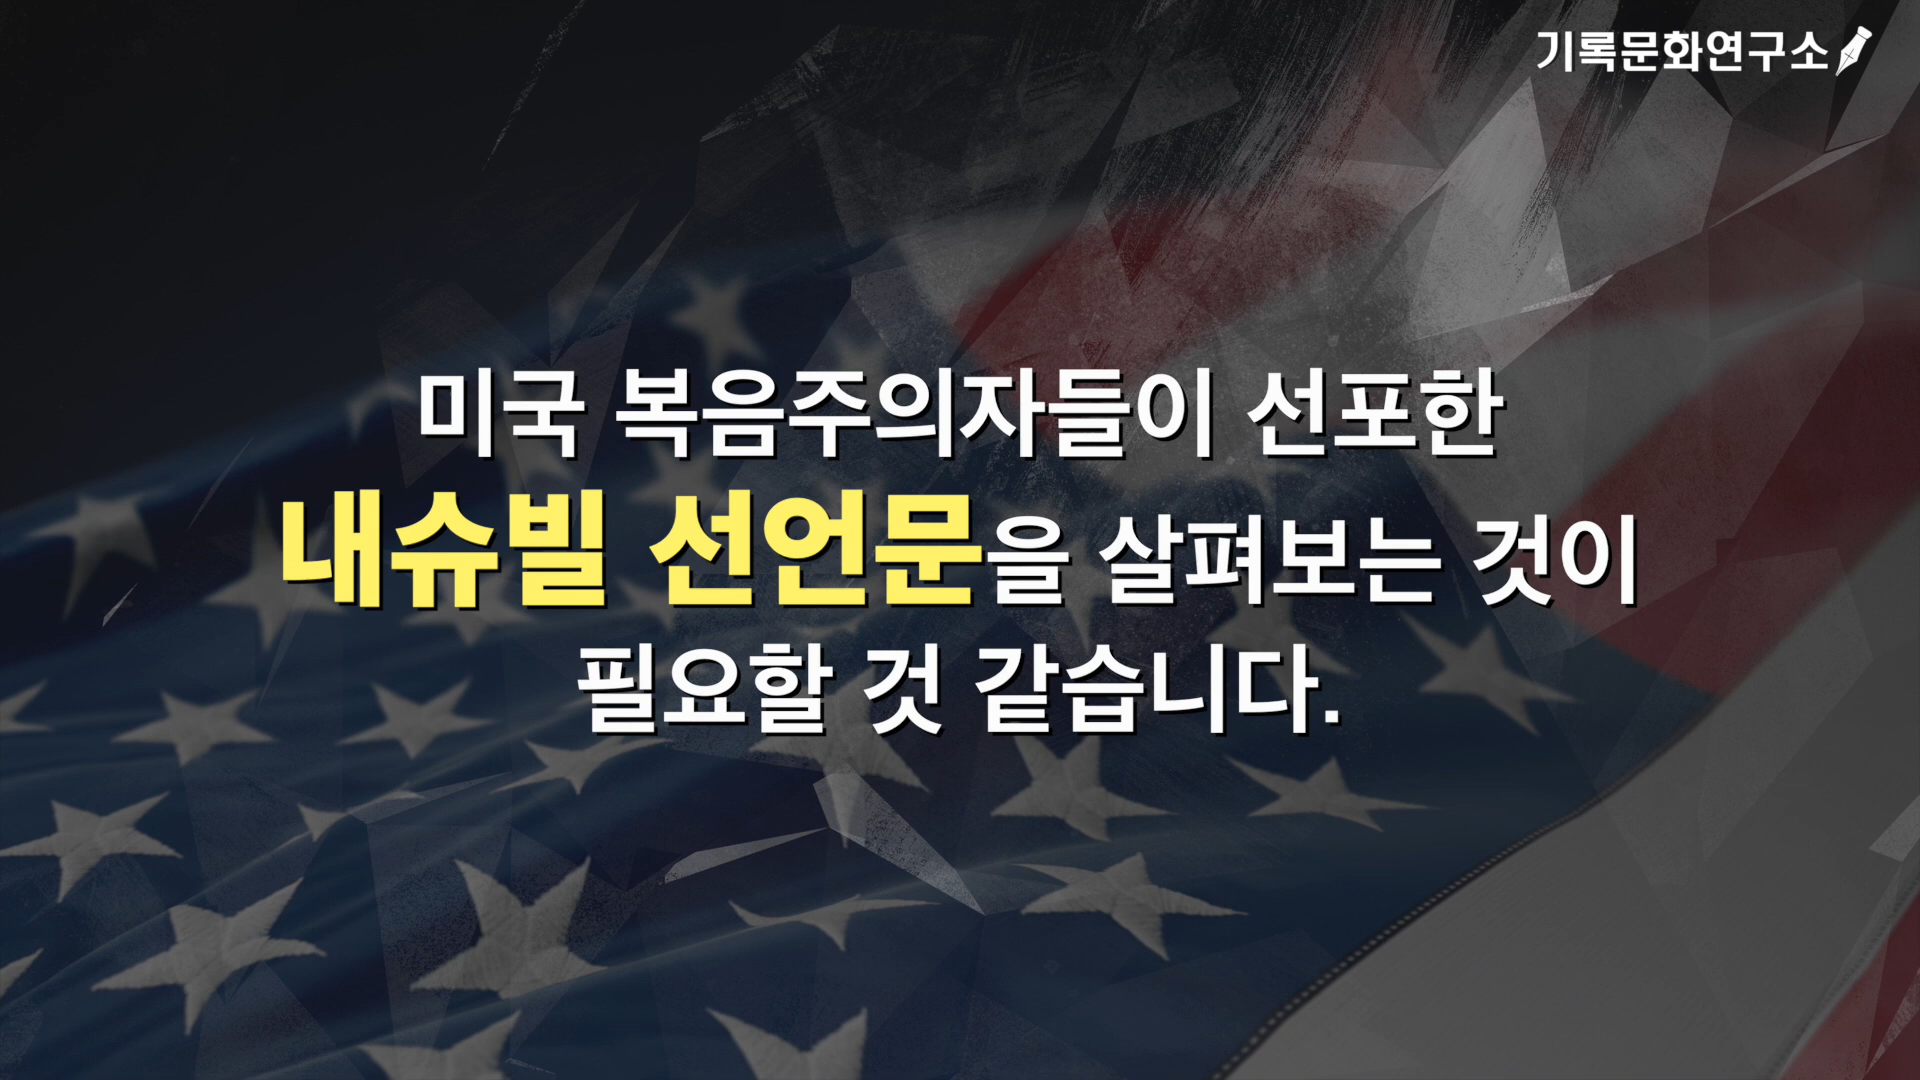 기록문화연구소
미국 복음주의자들이 선포한
내슈빌 선언문을 살펴보는 것이
필요할 것 같습니다.